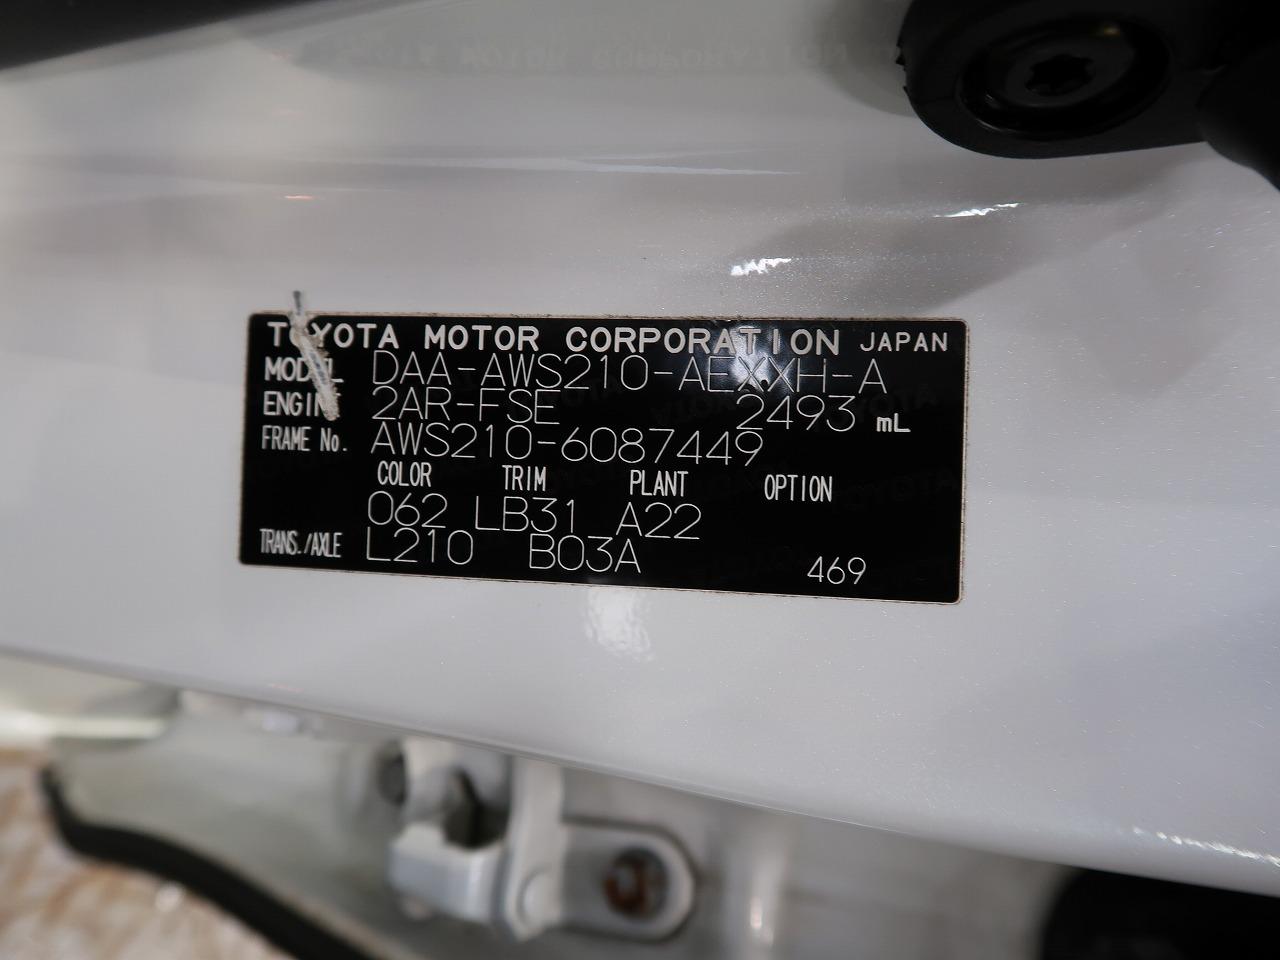 TOYOTA MOTOR CORPORATION JAPAN
MODEL DAA-AWS210-AEXXH-A
ENGINE 2AR-FSE 2493 mL
FRAME No. AWS210-6087449
COLOR TRIM PLANT OPTION
062 LB31 A22
TRANS./AXLE L210 B03A 469